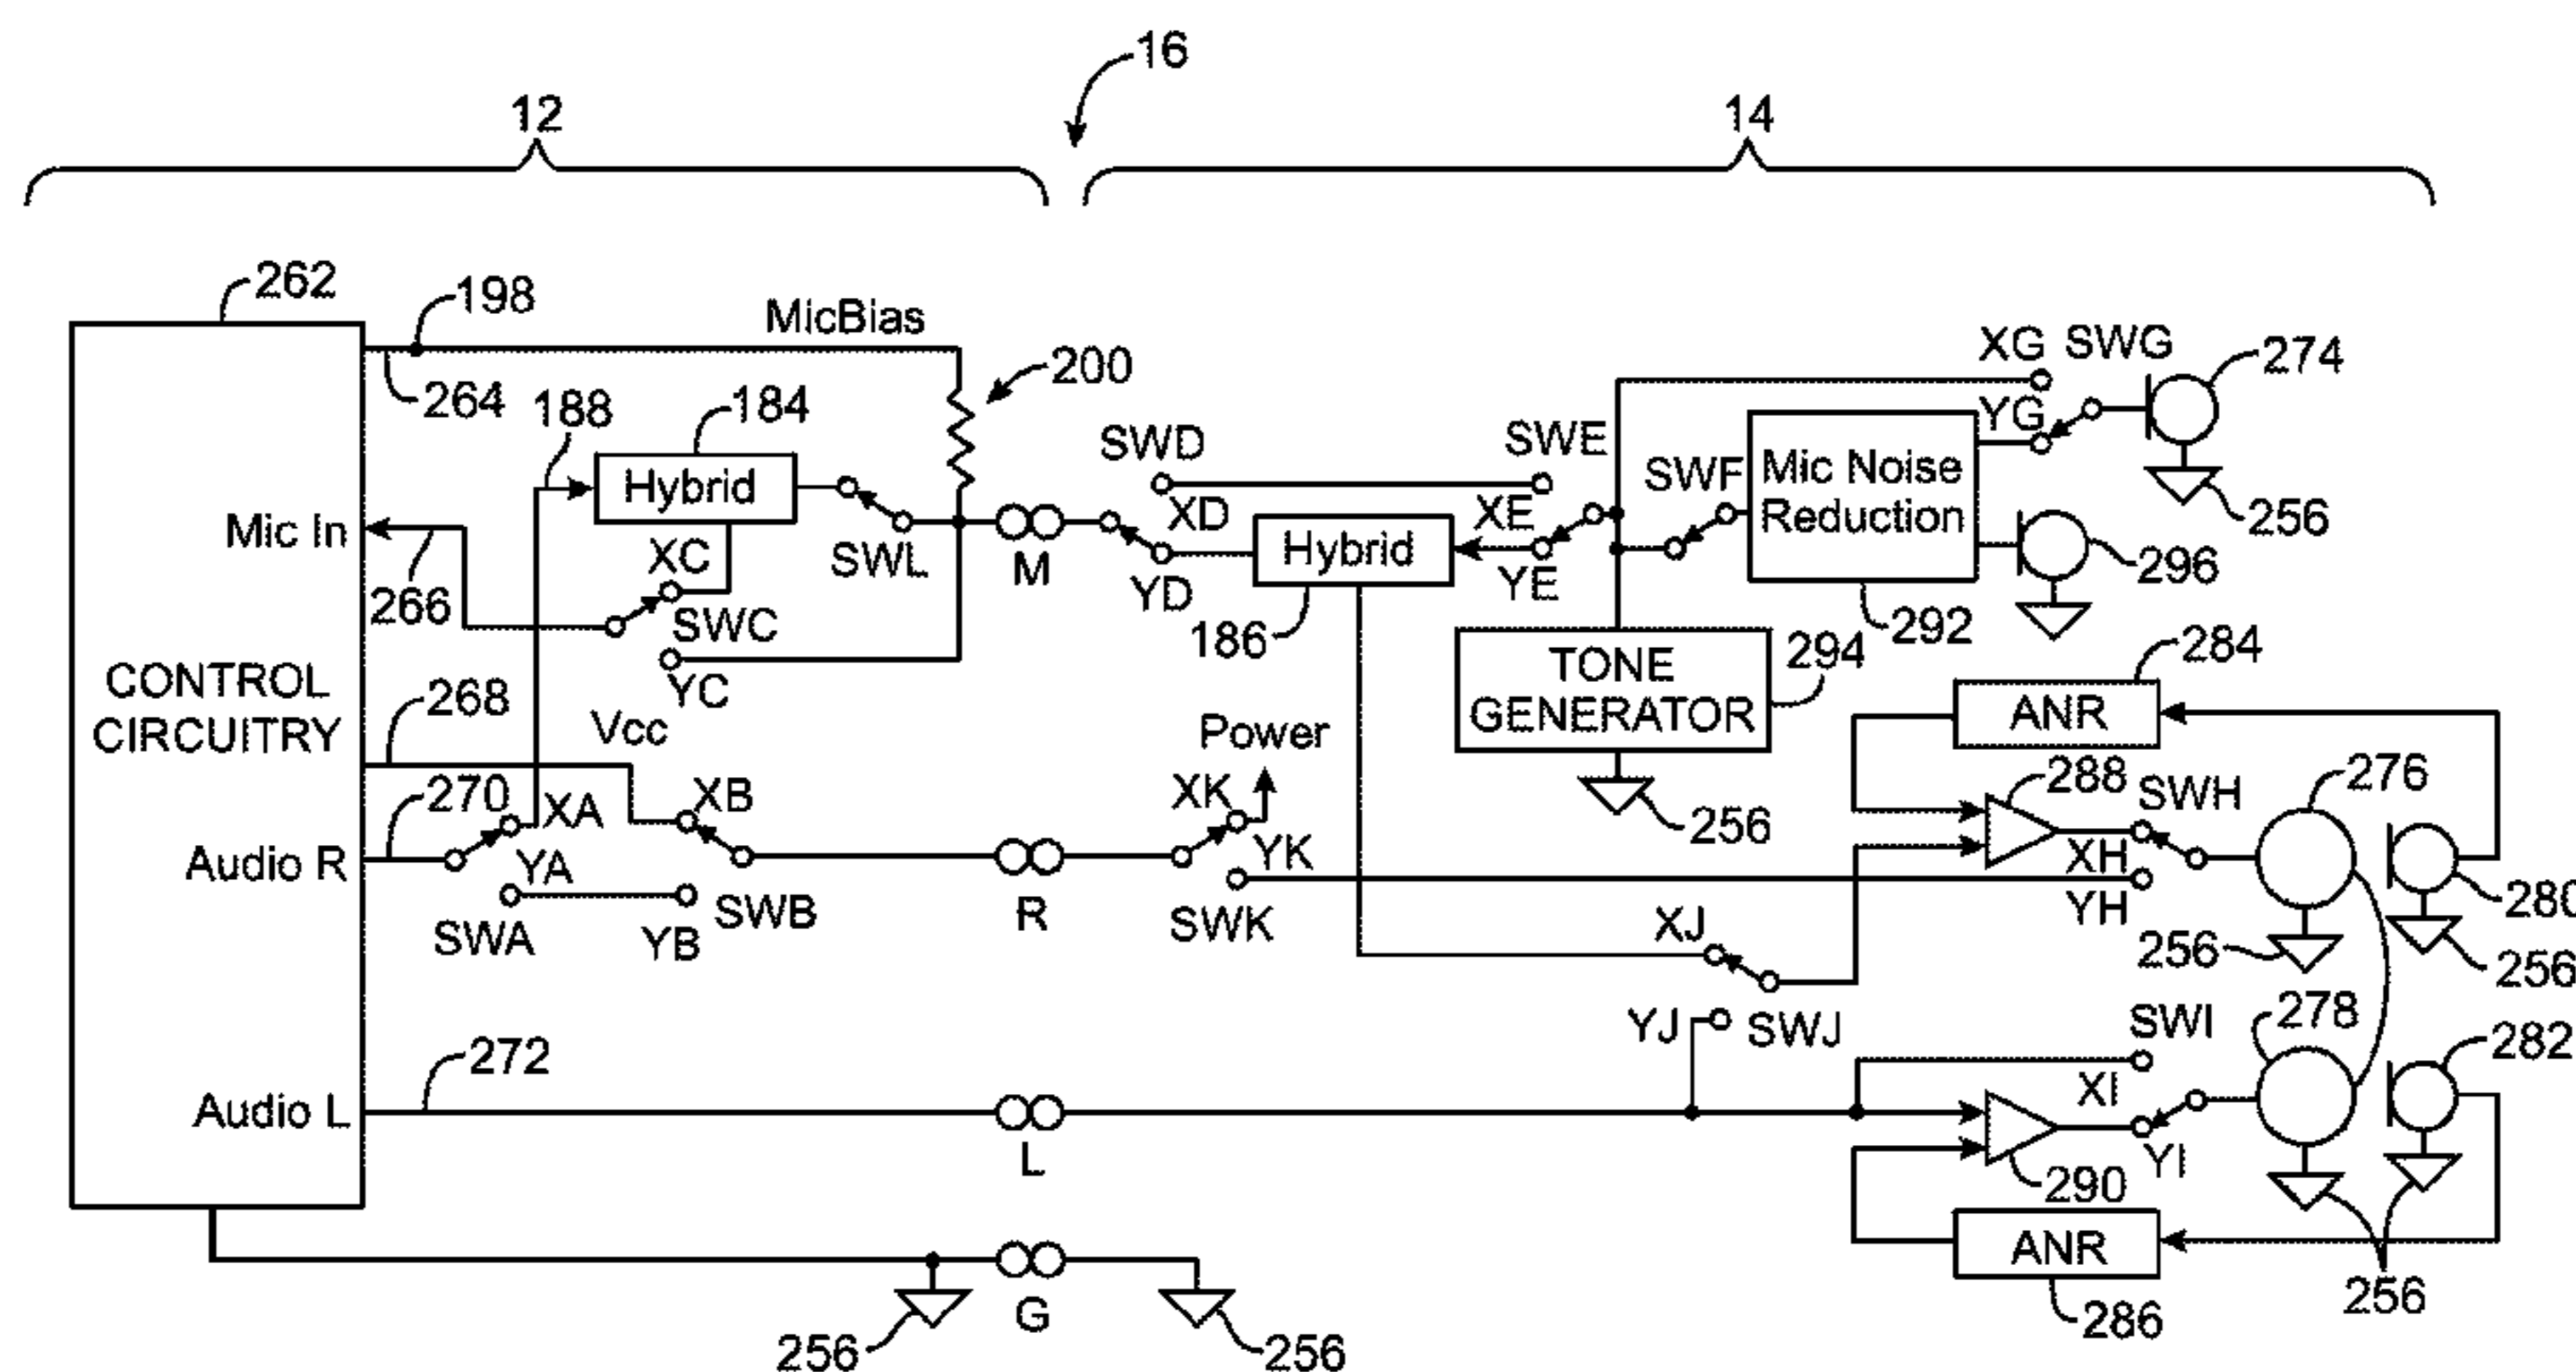 16
12
14
262
198
MicBias
264
188
184
200
Hybrid
Mic In
266
XC
SWC
YC
SWL
M
SWD
XD
YD
Hybrid
186
SWE
XE
YE
SWF
Mic Noise
Reduction
292
XG
SWG
YG
274
256
296
TONE
GENERATOR
294
256
CONTROL
CIRCUITRY
268
Vcc
270
XA
YA
SWA
Audio R
XB
YB
SWB
R
Power
XK
YK
SWK
XJ
YJ
SWJ
284
ANR
288
SWH
XH
YH
276
280
256
256
Audio L
272
L
SWI
XI
YI
278
282
290
ANR
286
256
256
G
256